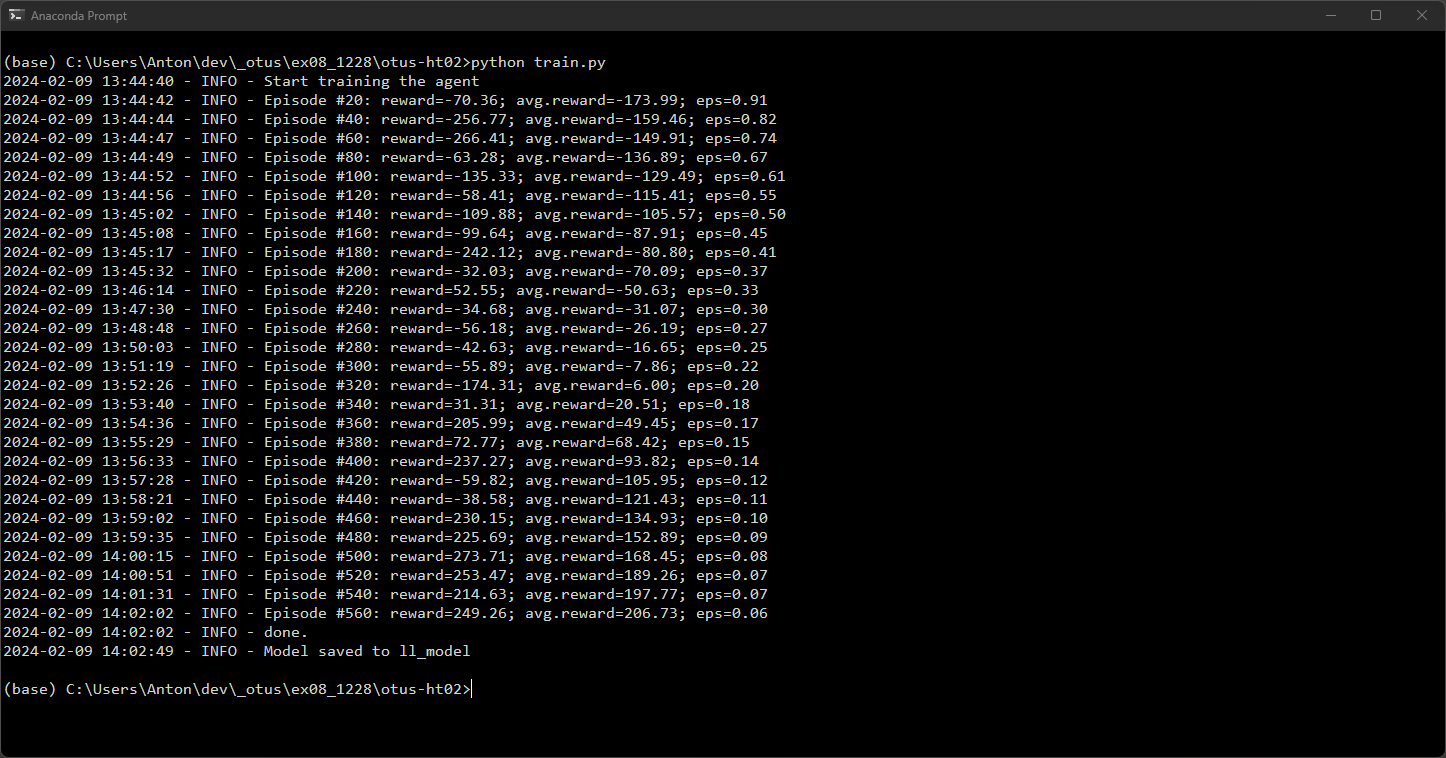 Anaconda Prompt
(base) C:\Users\Anton\dev\_otus\ex08_1228\otus-ht02>python train.py
2024-02-09 13:44:40 - INFO - Start training the agent
2024-02-09 13:44:42 - INFO - Episode #20: reward=-70.36; avg.reward=-173.99; eps=0.91
2024-02-09 13:44:44 - INFO - Episode #40: reward=-256.77; avg.reward=-159.46; eps=0.82
2024-02-09 13:44:47 - INFO - Episode #60: reward=-266.41; avg.reward=-149.91; eps=0.74
2024-02-09 13:44:49 - INFO - Episode #80: reward=-63.28; avg.reward=-136.89; eps=0.67
2024-02-09 13:44:52 - INFO - Episode #100: reward=-135.33; avg.reward=-129.49; eps=0.61
2024-02-09 13:44:56 - INFO - Episode #120: reward=-58.41; avg.reward=-115.41; eps=0.55
2024-02-09 13:45:02 - INFO - Episode #140: reward=-109.88; avg.reward=-105.57; eps=0.50
2024-02-09 13:45:08 - INFO - Episode #160: reward=-99.64; avg.reward=-87.91; eps=0.45
2024-02-09 13:45:17 - INFO - Episode #180: reward=-242.12; avg.reward=-80.80; eps=0.41
2024-02-09 13:45:32 - INFO - Episode #200: reward=-32.03; avg.reward=-70.09; eps=0.37
2024-02-09 13:46:14 - INFO - Episode #220: reward=52.55; avg.reward=-50.63; eps=0.33
2024-02-09 13:47:30 - INFO - Episode #240: reward=-34.68; avg.reward=-31.07; eps=0.30
2024-02-09 13:48:48 - INFO - Episode #260: reward=-56.18; avg.reward=-26.19; eps=0.27
2024-02-09 13:50:03 - INFO - Episode #280: reward=-42.63; avg.reward=-16.65; eps=0.25
2024-02-09 13:51:19 - INFO - Episode #300: reward=-55.89; avg.reward=-7.86; eps=0.22
2024-02-09 13:52:26 - INFO - Episode #320: reward=-174.31; avg.reward=6.00; eps=0.20
2024-02-09 13:53:40 - INFO - Episode #340: reward=31.31; avg.reward=20.51; eps=0.18
2024-02-09 13:54:36 - INFO - Episode #360: reward=205.99; avg.reward=49.45; eps=0.17
2024-02-09 13:55:29 - INFO - Episode #380: reward=72.77; avg.reward=68.42; eps=0.15
2024-02-09 13:56:33 - INFO - Episode #400: reward=237.27; avg.reward=93.82; eps=0.14
2024-02-09 13:57:28 - INFO - Episode #420: reward=-59.82; avg.reward=105.95; eps=0.12
2024-02-09 13:58:21 - INFO - Episode #440: reward=-38.58; avg.reward=121.43; eps=0.11
2024-02-09 13:59:02 - INFO - Episode #460: reward=230.15; avg.reward=134.93; eps=0.10
2024-02-09 13:59:35 - INFO - Episode #480: reward=225.69; avg.reward=152.89; eps=0.09
2024-02-09 14:00:15 - INFO - Episode #500: reward=273.71; avg.reward=168.45; eps=0.08
2024-02-09 14:00:51 - INFO - Episode #520: reward=253.47; avg.reward=189.26; eps=0.07
2024-02-09 14:01:31 - INFO - Episode #540: reward=214.63; avg.reward=197.77; eps=0.07
2024-02-09 14:02:02 - INFO - Episode #560: reward=249.26; avg.reward=206.73; eps=0.06
2024-02-09 14:02:02 - INFO - done.
2024-02-09 14:02:49 - INFO - Model saved to ll_model
(base) C:\Users\Anton\dev\_otus\ex08_1228\otus-ht02>